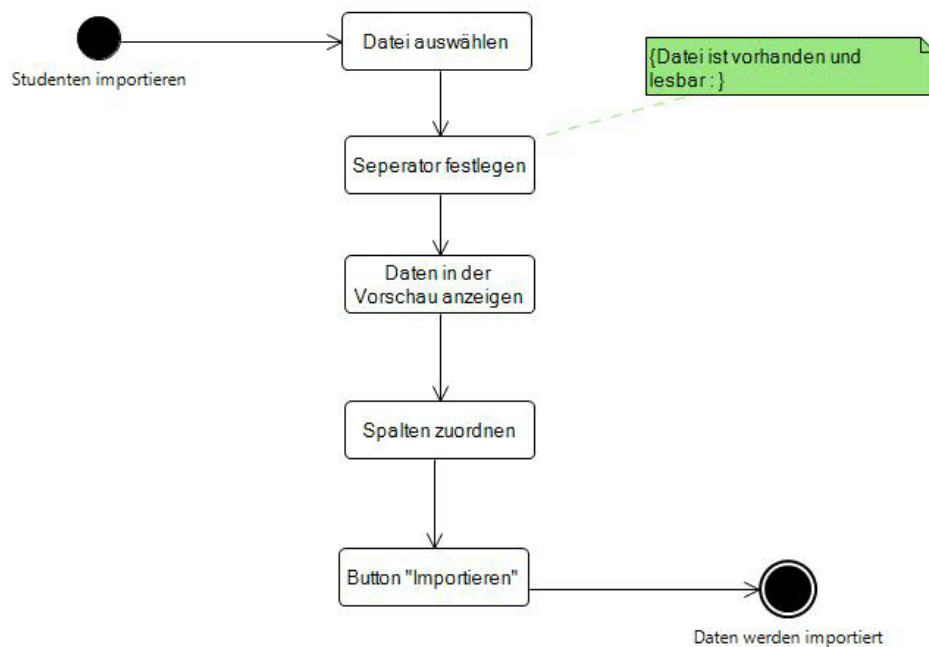 Datei auswählen
Studenten importieren
{Datei ist vorhanden und
lesbar : }
Seperator festlegen
Daten in der
Vorschau anzeigen
Spalten zuordnen
Button "Importieren"
Daten werden importiert